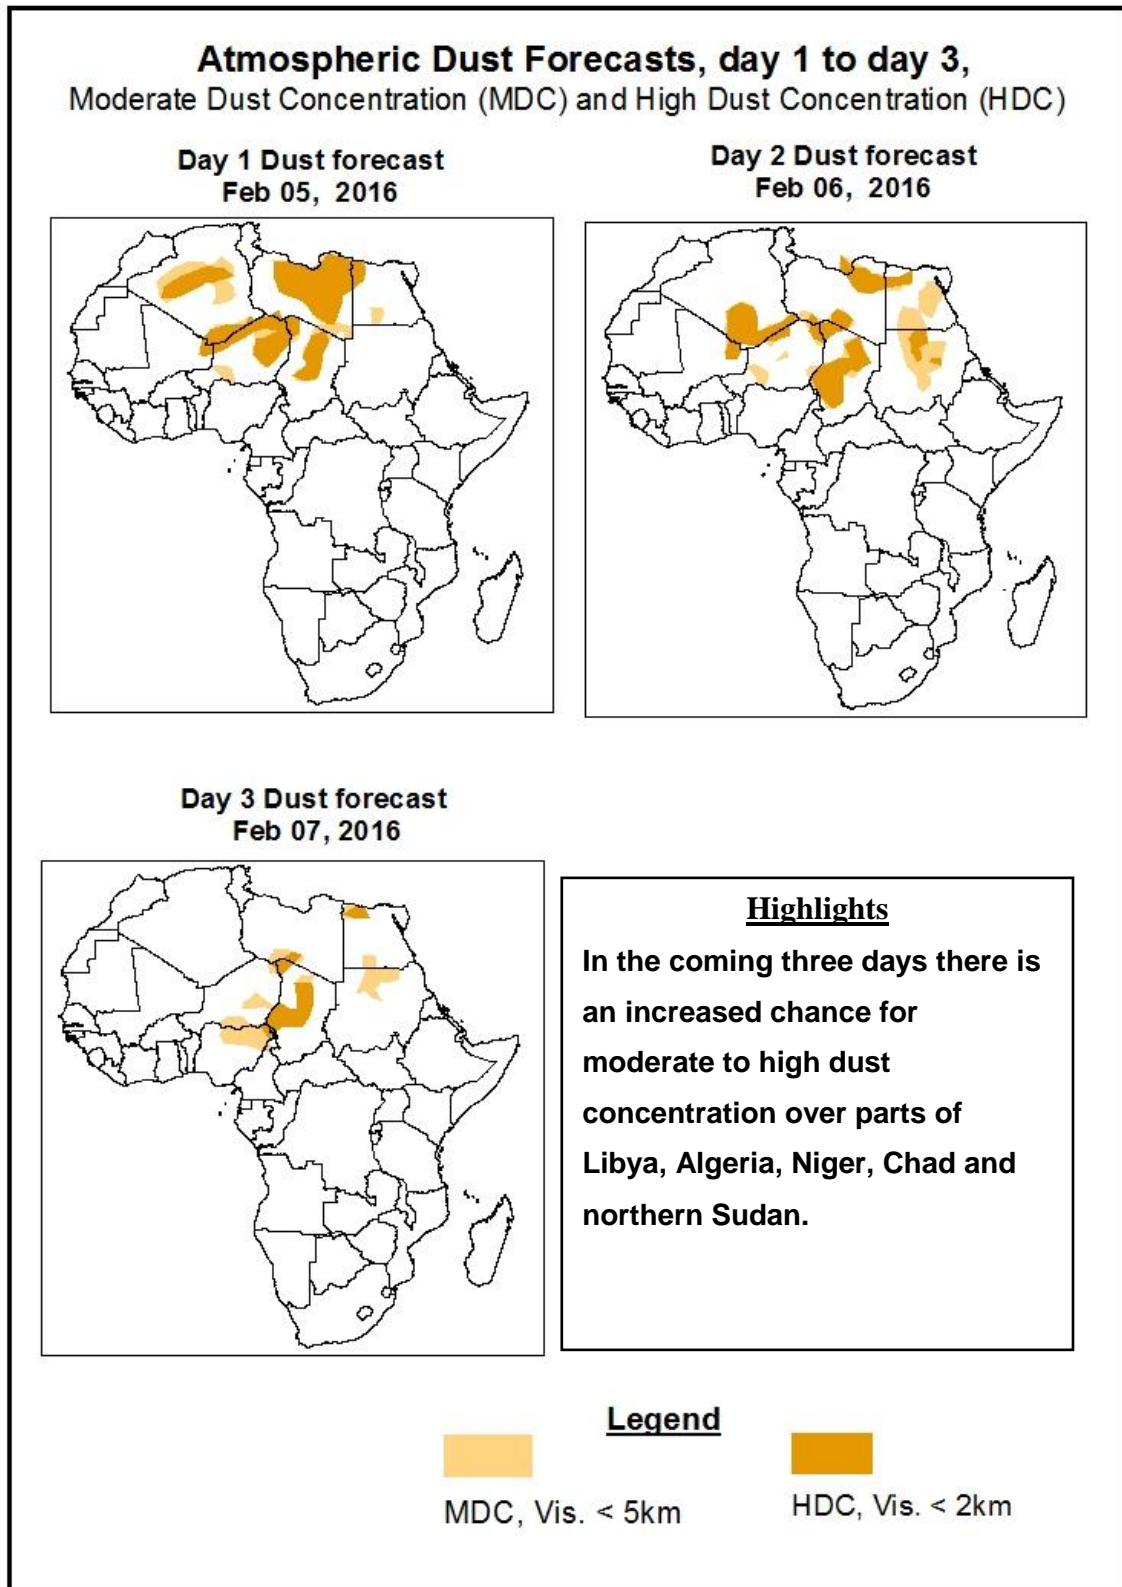 Atmospheric Dust Forecasts, day 1 to day 3,
Moderate Dust Concentration (MDC) and High Dust Concentration (HDC)
Day 1 Dust forecast
Feb 05, 2016
Day 2 Dust forecast
Feb 06, 2016
Day 3 Dust forecast
Feb 07, 2016
Highlights
In the coming three days there is
an increased chance for
moderate to high dust
concentration over parts of
Libya, Algeria, Niger, Chad and
northern Sudan.
Legend
MDC, Vis. < 5km
HDC, Vis. < 2km